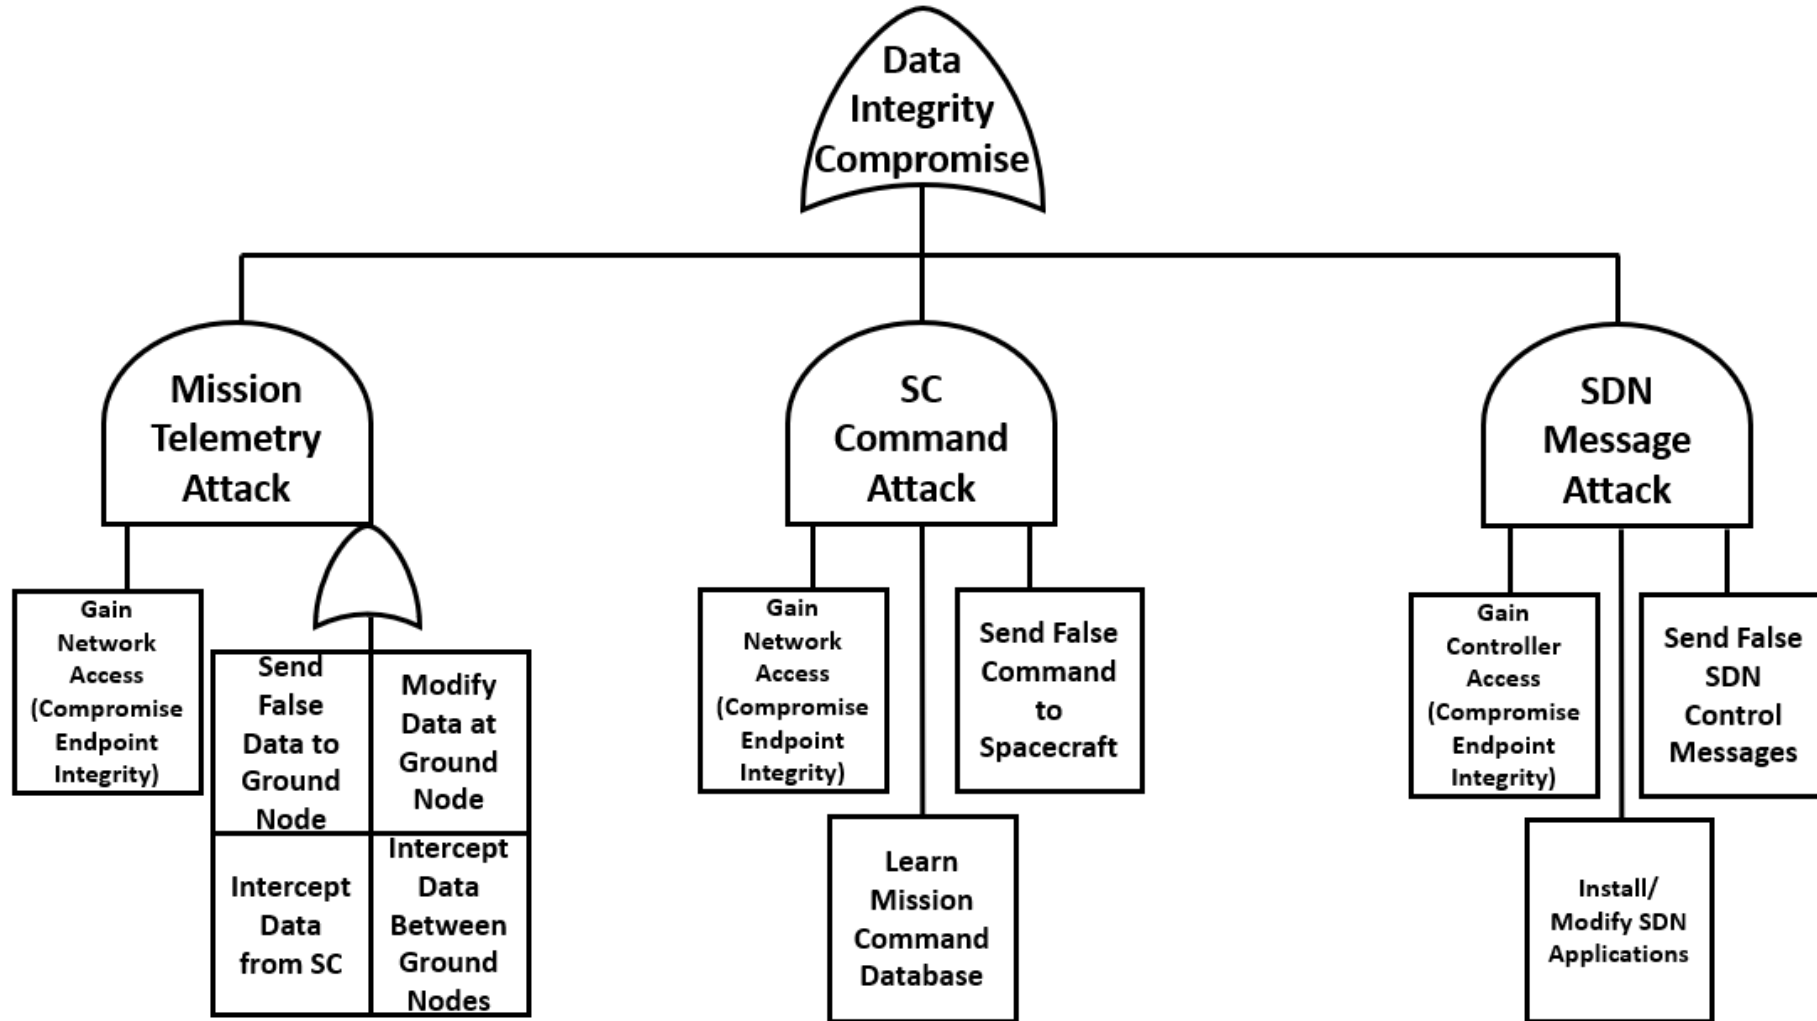 Data
Integrity
Compromise
Mission
Telemetry
Attack
SC
Command
Attack
SDN
Message
Attack
Gain
Network
Access
(Compromise
Endpoint
Integrity)
Send
False
Data to
Ground
Node
Modify
Data at
Ground
Node
Intercept
Data
from SC
Intercept
Data
Between
Ground
Nodes
Gain
Network
Access
(Compromise
Endpoint
Integrity)
Send False
Command
to
Spacecraft
Learn
Mission
Command
Database
Gain
Controller
Access
(Compromise
Endpoint
Integrity)
Send False
SDN
Control
Messages
Install/
Modify SDN
Applications